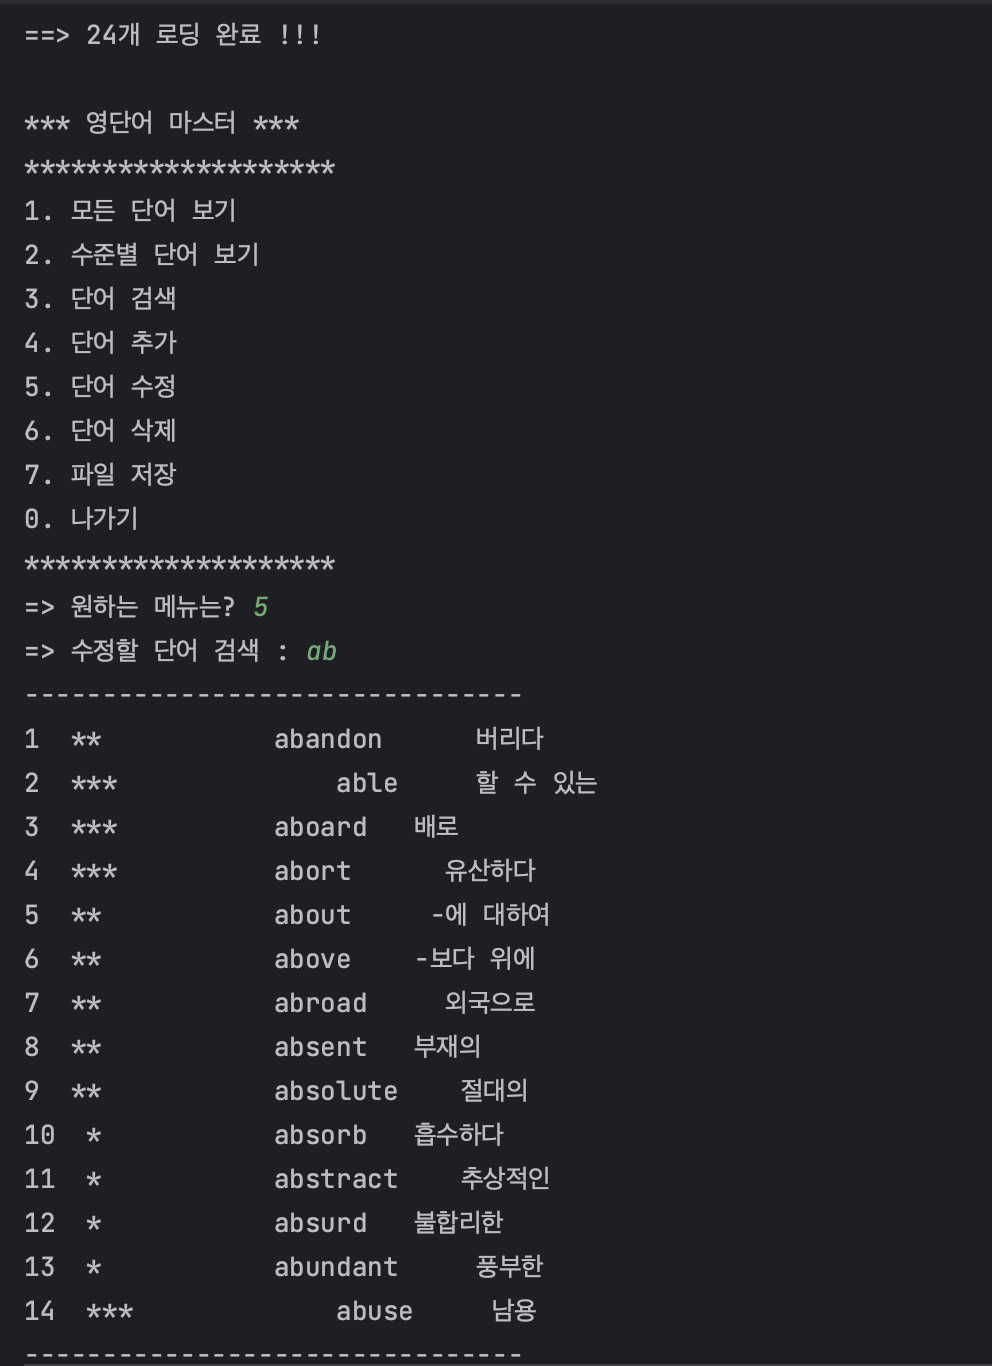 ==> 24개 로딩 완료 !!!
*** 영단어 마스터 ***
********************
1. 모든 단어 보기
2. 수준별 단어 보기
3. 단어 검색
4. 단어 추가
5. 단어 수정
6. 단어 삭제
7. 파일 저장
0. 나가기
********************
=> 원하는 메뉴는? 5
=> 수정할 단어 검색 : ab
--------------------------------
1 ** abandon 버리다
2 *** able 할 수 있는
3 *** aboard 배로
4 *** abort 유산하다
5 ** about -에 대하여
6 ** above -보다 위에
7 ** abroad 외국으로
8 ** absent 부재의
9 ** absolute 절대의
10 * absorb 흡수하다
11 * abstract 추상적인
12 * absurd 불합리한
13 * abundant 풍부한
14 *** abuse 남용
--------------------------------